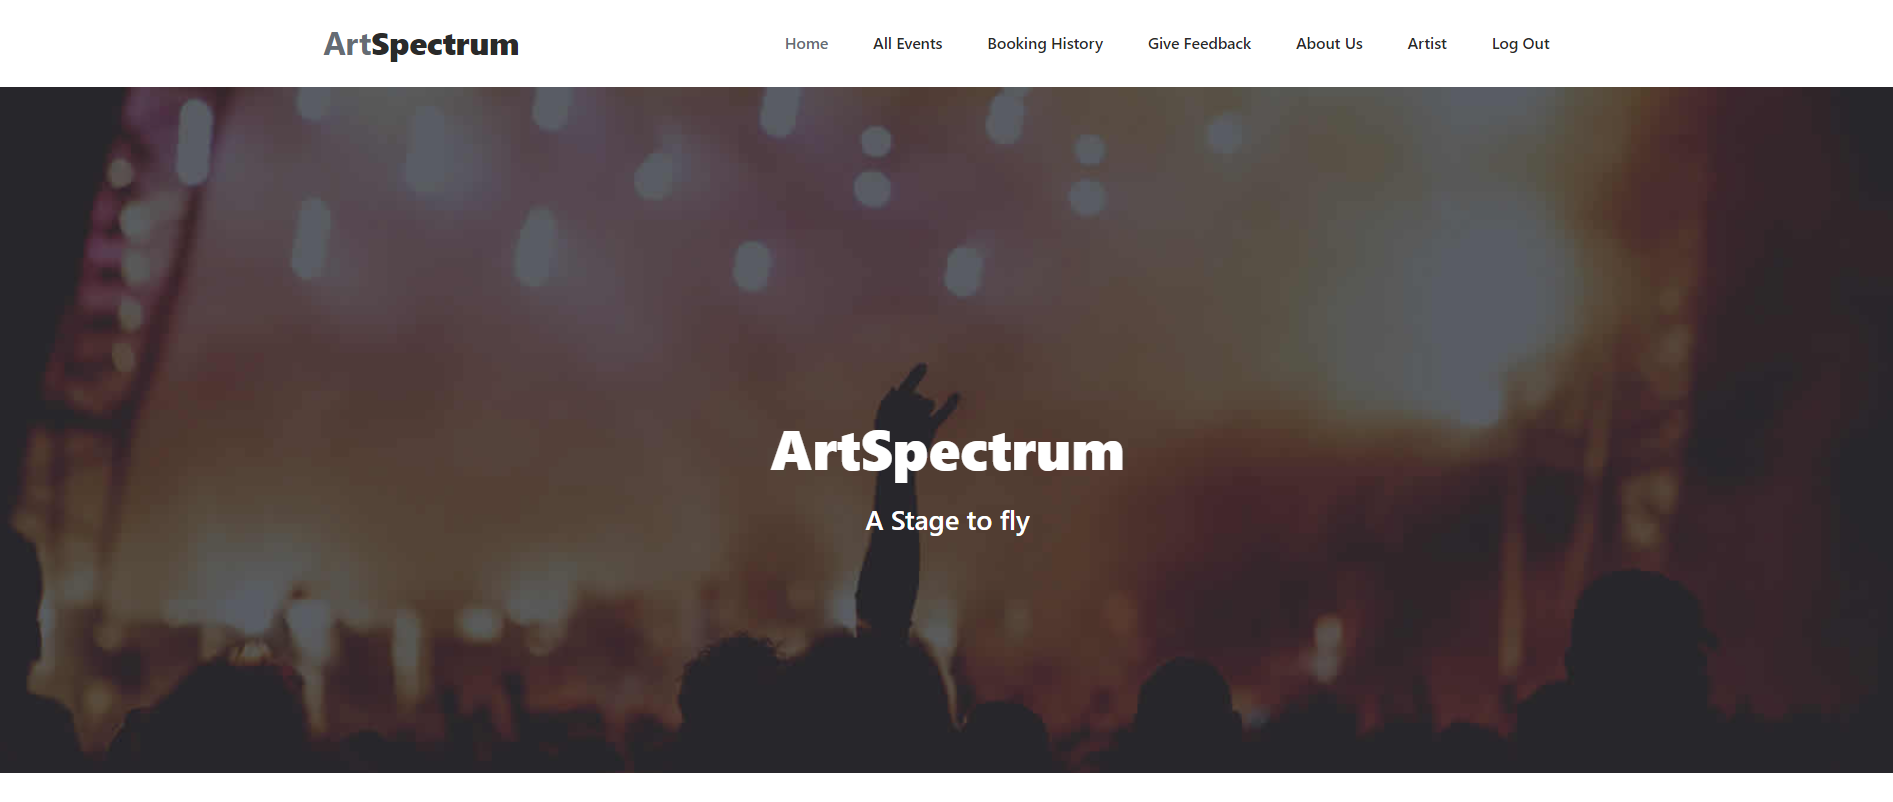 ArtSpectrum
Home All Events Booking History Give Feedback About Us Artist Log Out
ArtSpectrum
A Stage to fly